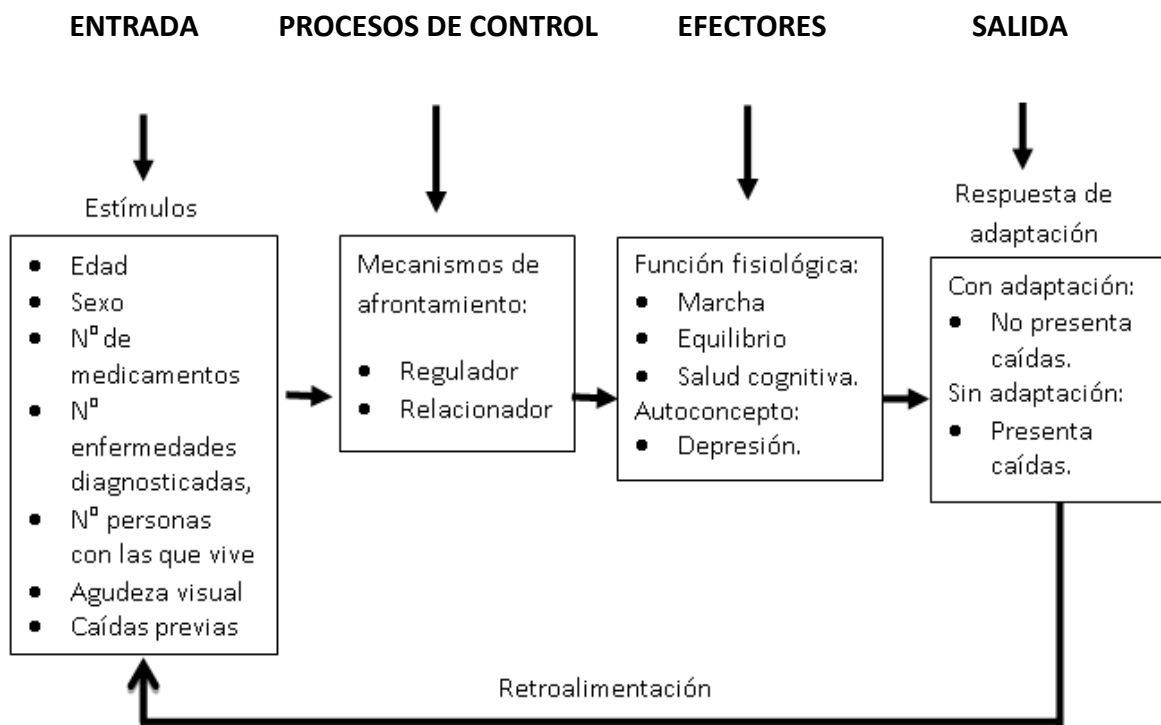 ENTRADA
PROCESOS DE CONTROL
EFECTORES
SALIDA
Estímulos
• Edad
• Sexo
• Nº de
medicamentos
• Nº
enfermedades
diagnosticadas,
• Nº personas
con las que vive
• Agudeza visual
• Caídas previas
Mecanismos de
afrontamiento:
• Regulador
• Relacionador
Función fisiológica:
• Marcha
• Equilibrio
• Salud cognitiva.
Autoconcepto:
• Depresión.
Respuesta de
adaptación
Con adaptación:
• No presenta
caídas.
Sin adaptación:
• Presenta
caídas.
Retroalimentación